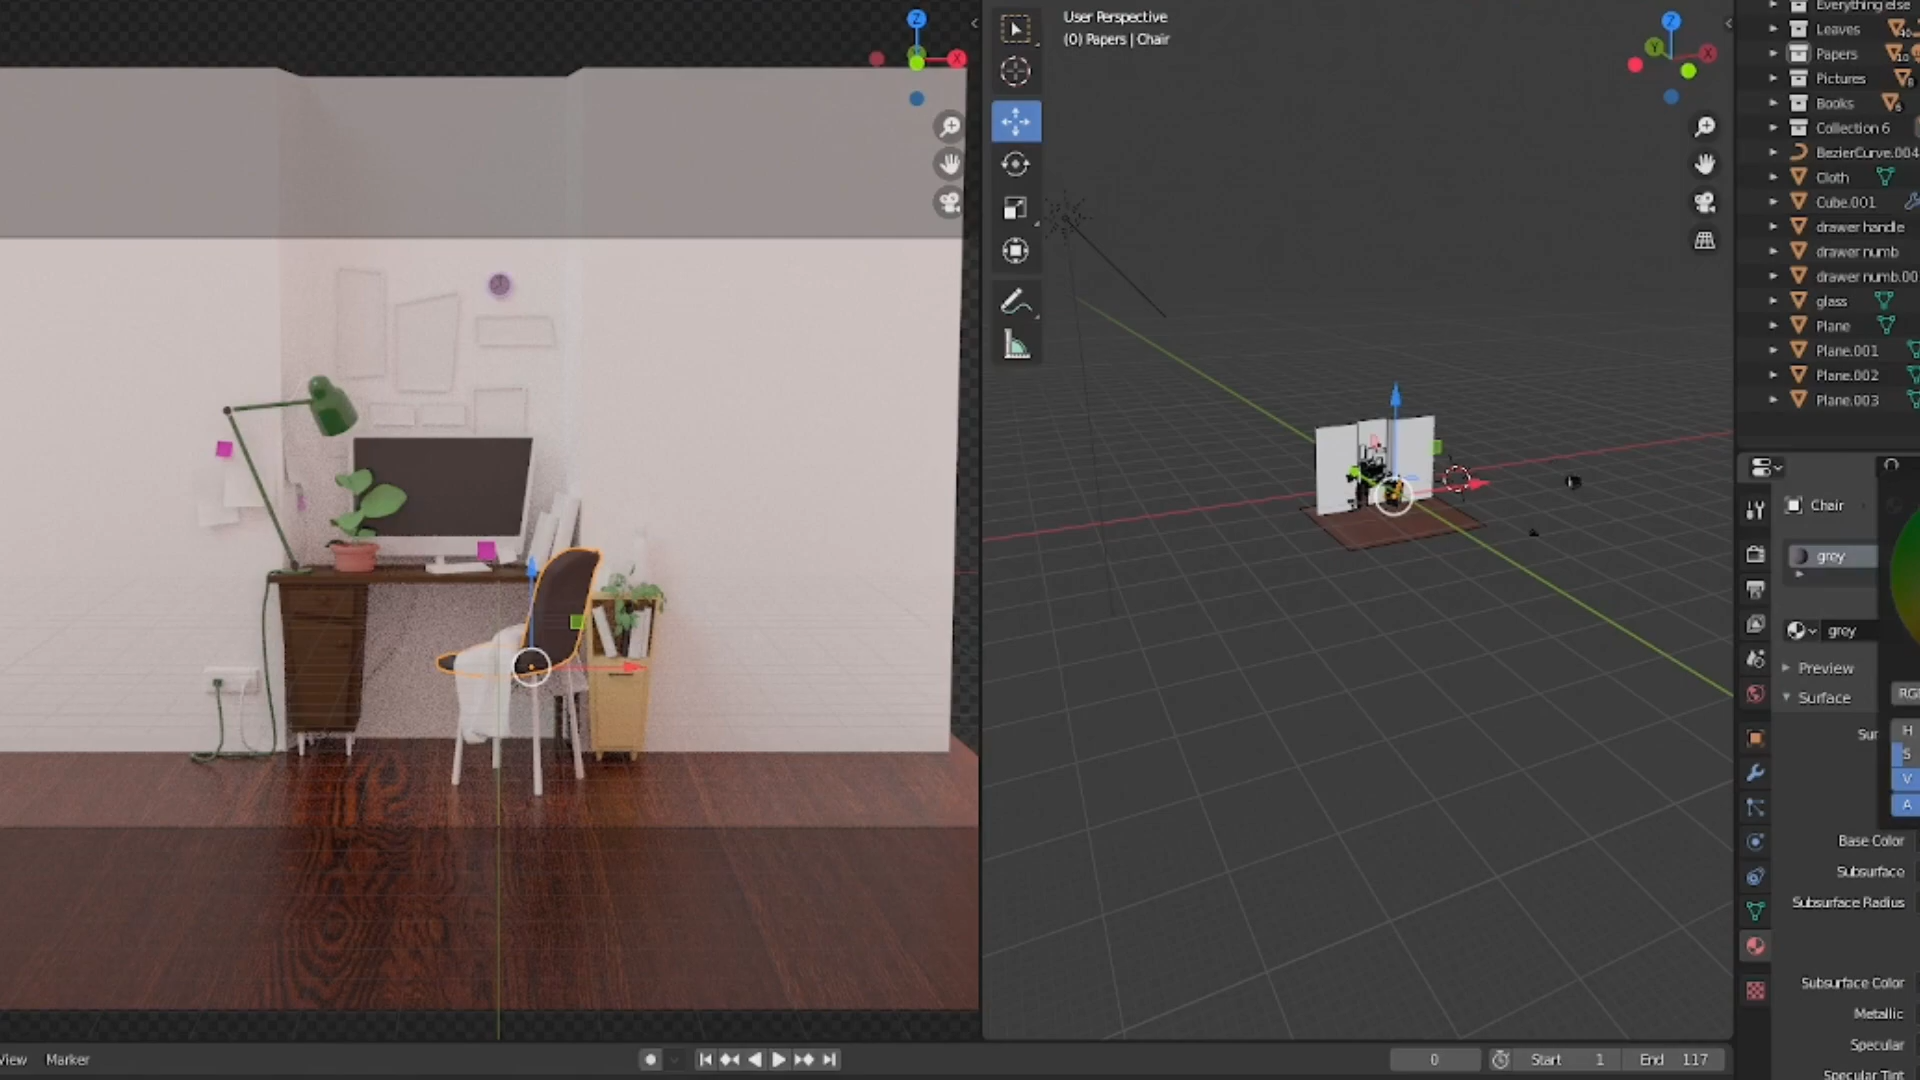 User Perspective
(0) Papers | Chair
Z
X
Z
Y
X
Everything else
Leaves
Papers
10
Pictures
8
Books
6
Collection 6
BezierCurve.004
Cloth
Cube.001
drawer handle
drawer numb
drawer numb.00
glass
Plane
Plane.001
Plane.002
Plane.003
Chair
grey
grey
Preview
Surface
RG
Sur
H
S
V
A
Base Color
Subsurface
Subsurface Radius
Subsurface Color
Metallic
Specular
Specular Tint
View Marker
0
Start 1
End 117